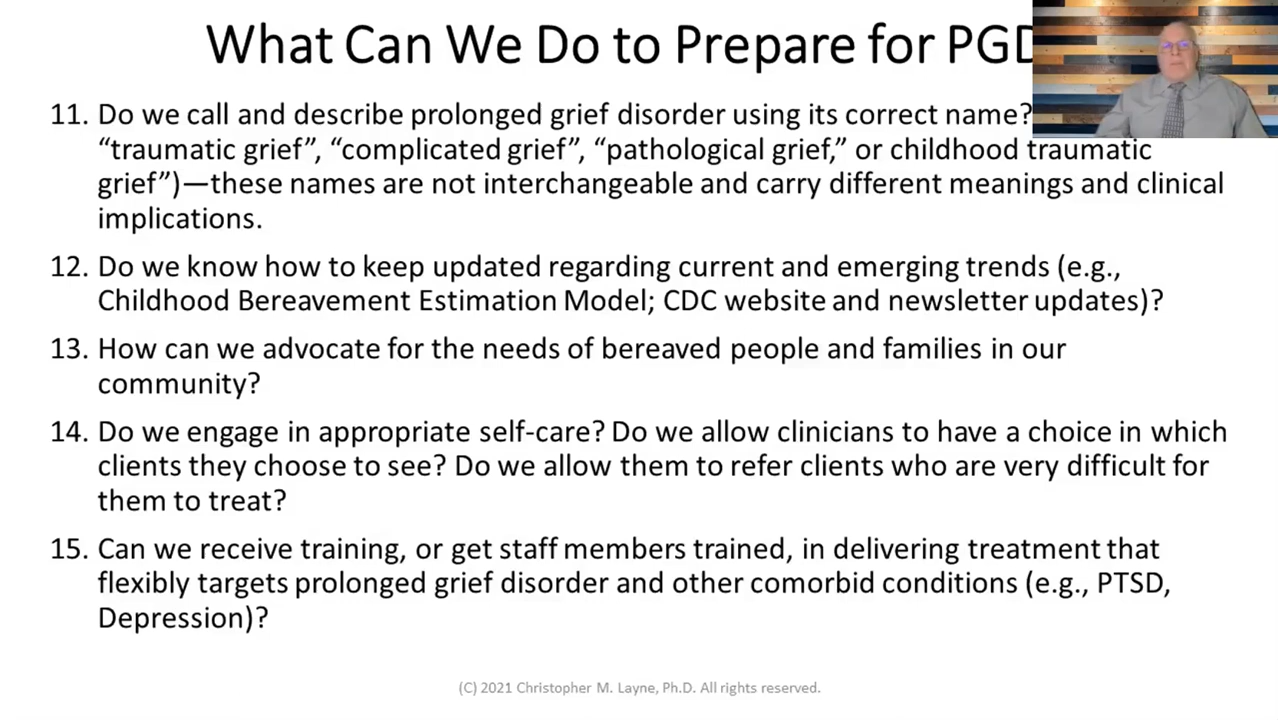 What Can We Do to Prepare for PGD
11. Do we call and describe prolonged grief disorder using its correct name?
“traumatic grief”, “complicated grief”, “pathological grief,” or childhood traumatic
grief”)—these names are not interchangeable and carry different meanings and clinical
implications.
12. Do we know how to keep updated regarding current and emerging trends (e.g.,
Childhood Bereavement Estimation Model; CDC website and newsletter updates)?
13. How can we advocate for the needs of bereaved people and families in our
community?
14. Do we engage in appropriate self-care? Do we allow clinicians to have a choice in which
clients they choose to see? Do we allow them to refer clients who are very difficult for
them to treat?
15. Can we receive training, or get staff members trained, in delivering treatment that
flexibly targets prolonged grief disorder and other comorbid conditions (e.g., PTSD,
Depression)?
(C) 2021 Christopher M. Layne, Ph.D. All rights reserved.